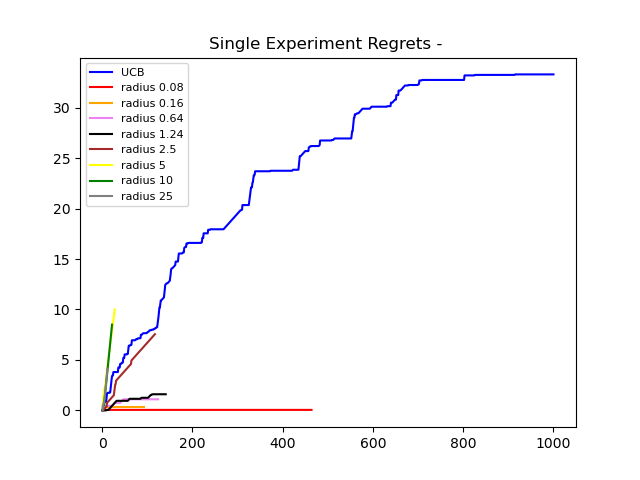 Single Experiment Regrets -
UCB
radius 0.08
radius 0.16
radius 0.64
radius 1.24
radius 2.5
radius 5
radius 10
radius 25
30
25
20
15
10
5
0
0 200 400 600 800 1000